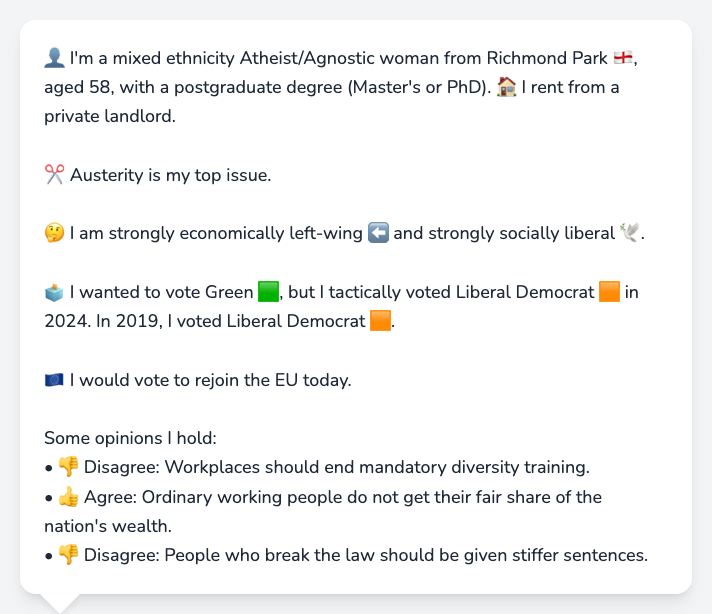 👤 I'm a mixed ethnicity Atheist/Agnostic woman from Richmond Park 🏴󠁧󠁢󠁥󠁮󠁧󠁿,
aged 58, with a postgraduate degree (Master's or PhD). 🏠 I rent from a
private landlord.
✂️ Austerity is my top issue.
🤔 I am strongly economically left-wing ⬅️ and strongly socially liberal 🕊️.
🗳️ I wanted to vote Green 🟩, but I tactically voted Liberal Democrat 🟧 in
2024. In 2019, I voted Liberal Democrat 🟧.
🇪🇺 I would vote to rejoin the EU today.
Some opinions I hold:
• 👎 Disagree: Workplaces should end mandatory diversity training.
• 👍 Agree: Ordinary working people do not get their fair share of the
nation's wealth.
• 👎 Disagree: People who break the law should be given stiffer sentences.